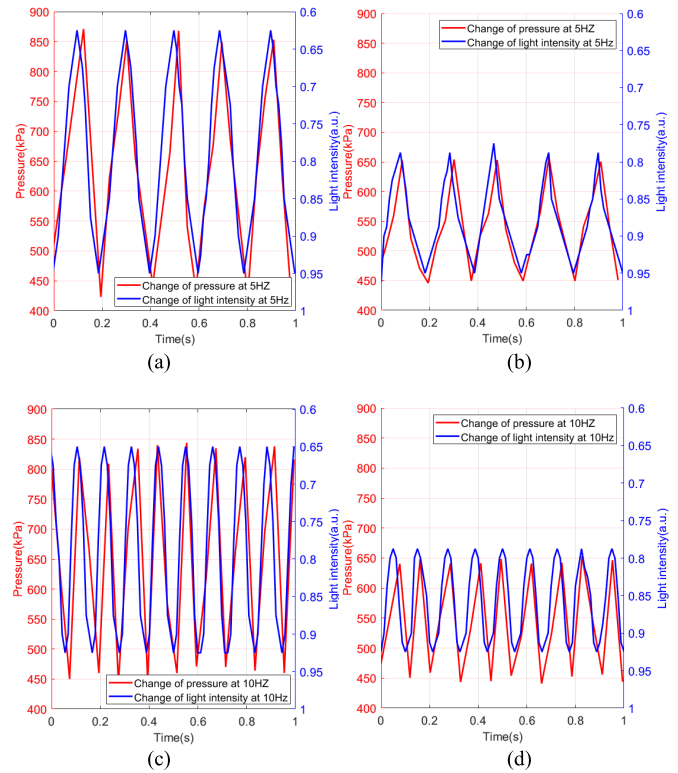 900
850
800
750
700
650
600
550
500
450
400
Pressure(kPa)
0.6
0.65
0.7
0.75
0.8
0.85
0.9
0.95
1
Light intensity(a.u.)
Change of pressure at 5HZ
Change of light intensity at 5Hz
0 0.2 0.4 0.6 0.8 1
Time(s)
(a)
900
850
800
750
700
650
600
550
500
450
400
Pressure(kPa)
0.6
0.65
0.7
0.75
0.8
0.85
0.9
0.95
1
Light intensity(a.u.)
Change of pressure at 5HZ
Change of light intensity at 5Hz
0 0.2 0.4 0.6 0.8 1
Time(s)
(b)
900
850
800
750
700
650
600
550
500
450
400
Pressure(kPa)
0.6
0.65
0.7
0.75
0.8
0.85
0.9
0.95
1
Light intensity(a.u.)
Change of pressure at 10HZ
Change of light intensity at 10Hz
0 0.2 0.4 0.6 0.8 1
Time(s)
(c)
900
850
800
750
700
650
600
550
500
450
400
Pressure(kPa)
0.6
0.65
0.7
0.75
0.8
0.85
0.9
0.95
1
Light intensity(a.u.)
Change of pressure at 10HZ
Change of light intensity at 10Hz
0 0.2 0.4 0.6 0.8 1
Time(s)
(d)